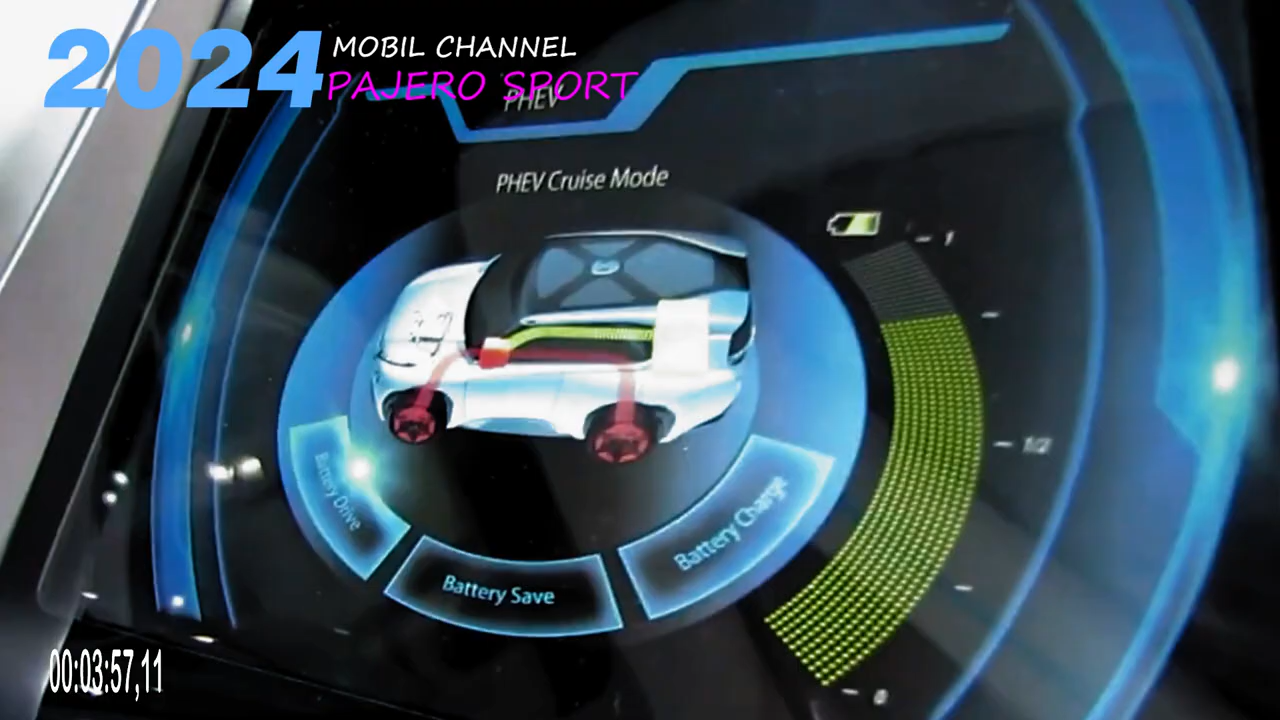 2024
MOBIL CHANNEL
PAJERO SPORT
PHEV
PHEV Cruise Mode
1
1/2
0
Battery Drive
Battery Save
Battery Charge
00:03:57,11